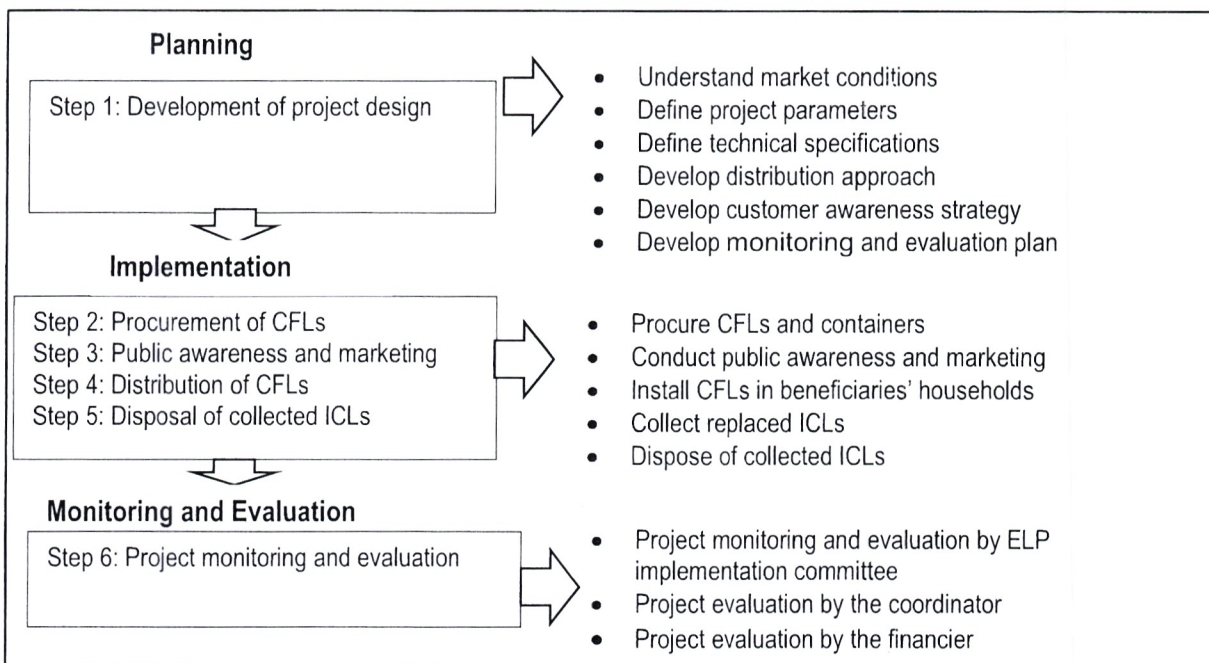 Planning
Step 1: Development of project design
• Understand market conditions
• Define project parameters
• Define technical specifications
• Develop distribution approach
• Develop customer awareness strategy
• Develop monitoring and evaluation plan
Implementation
Step 2: Procurement of CFLs
Step 3: Public awareness and marketing
Step 4: Distribution of CFLs
Step 5: Disposal of collected ICLs
• Procure CFLs and containers
• Conduct public awareness and marketing
• Install CFLs in beneficiaries' households
• Collect replaced ICLs
• Dispose of collected ICLs
Monitoring and Evaluation
Step 6: Project monitoring and evaluation
• Project monitoring and evaluation by ELP
implementation committee
• Project evaluation by the coordinator
• Project evaluation by the financier